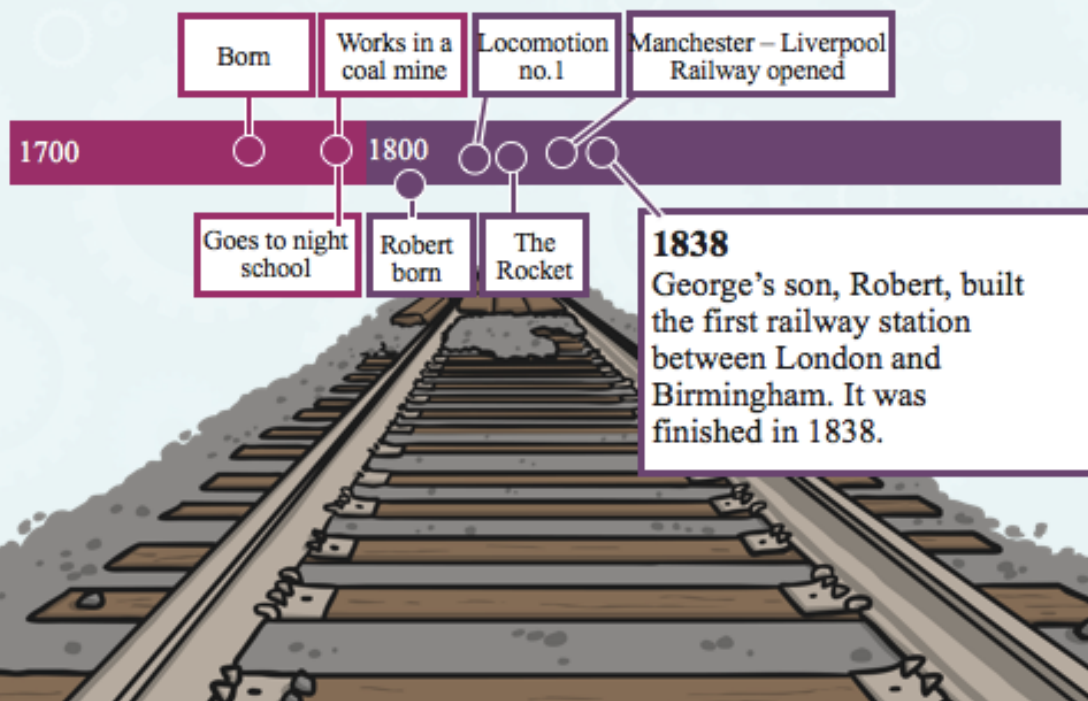 Born
Works in a
coal mine
Locomotion
no.1
Manchester – Liverpool
Railway opened
1700
1800
Goes to night
school
Robert
born
The
Rocket
1838
George’s son, Robert, built
the first railway station
between London and
Birmingham. It was
finished in 1838.